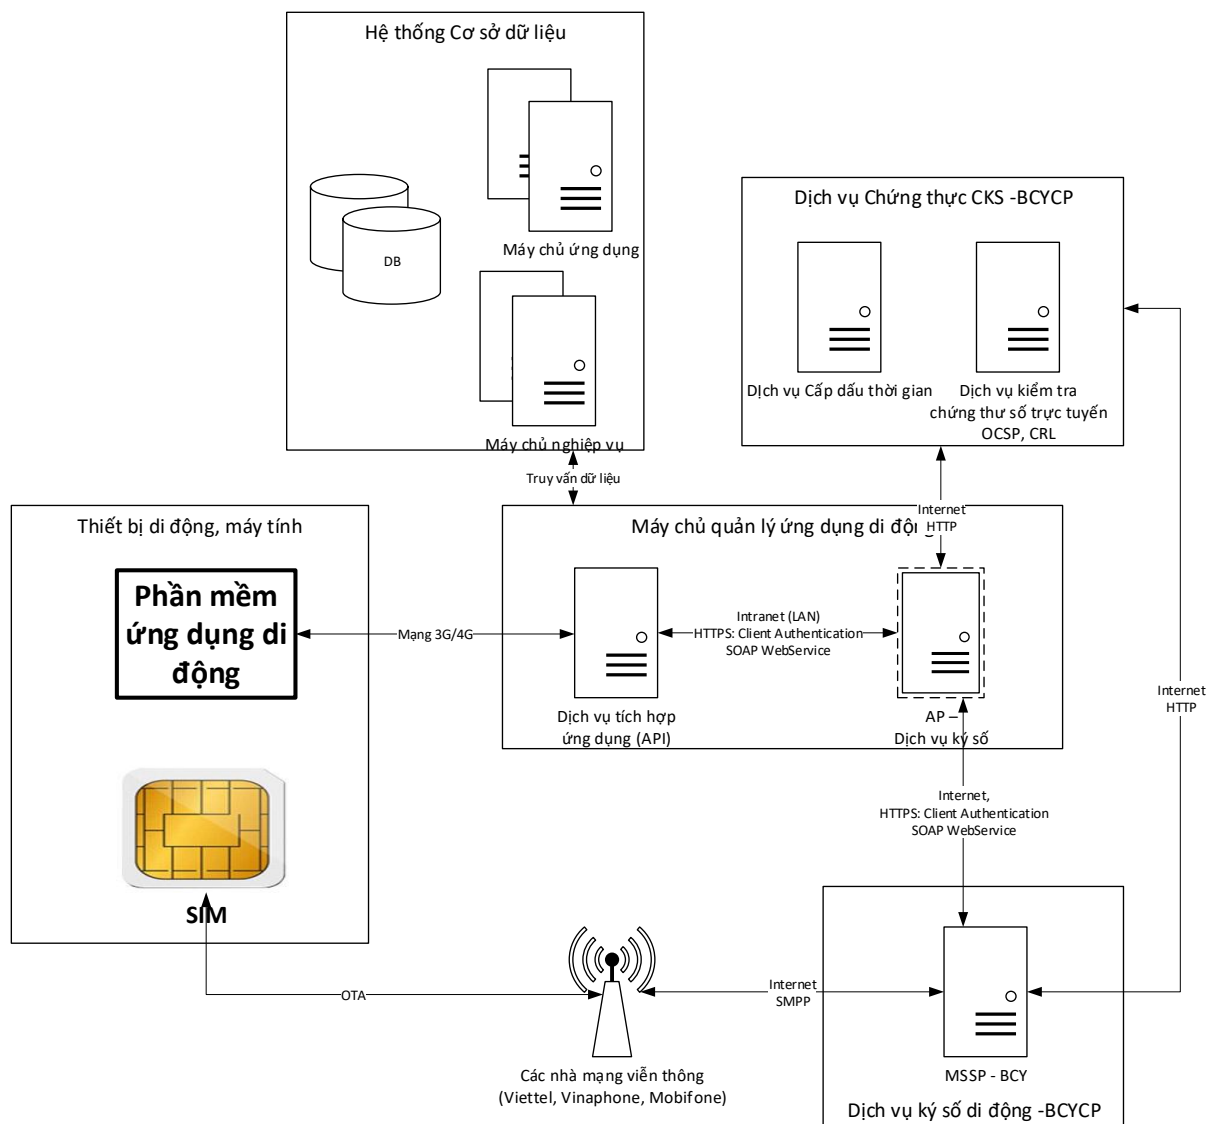 Hệ thống Cơ sở dữ liệu
Máy chủ ứng dụng
DB
Máy chủ nghiệp vụ
Dịch vụ Chứng thực CKS -BCYCP
Dịch vụ Cấp dấu thời gian
Dịch vụ kiểm tra
chứng thư số trực tuyến
OCSP, CRL
Truy vấn dữ liệu
Thiết bị di động, máy tính
Phần mềm
ứng dụng di
động
SIM
Máy chủ quản lý ứng dụng di động
Internet
HTTP
Mạng 3G/4G
Intranet (LAN)
HTTPS: Client Authentication
SOAP WebService
Dịch vụ tích hợp
ứng dụng (API)
AP –
Dịch vụ ký số
Internet
HTTP
Internet,
HTTPS: Client Authentication
SOAP WebService
OTA
Internet
SMPP
Các nhà mạng viễn thông
(Viettel, Vinaphone, Mobifone)
MSSP - BCY
Dịch vụ ký số di động -BCYCP